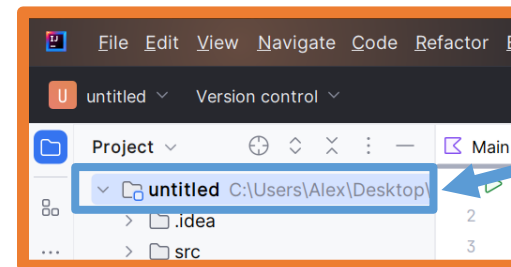 File Edit View Navigate Code Refactor
U untitled Version control
Project Main
untitled C:\Users\Alex\Desktop\
.idea
2
src
3